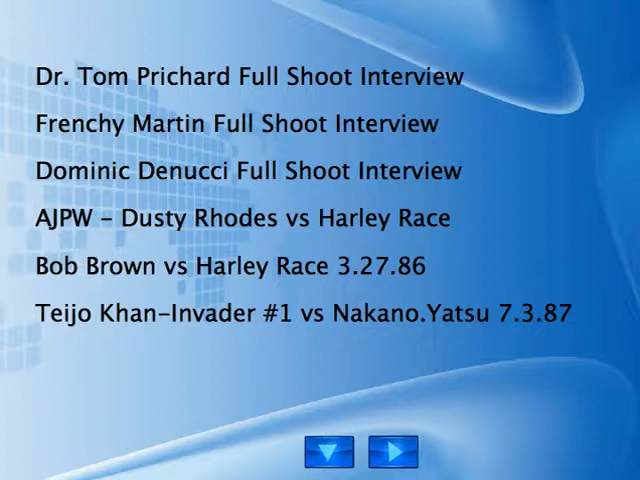 Dr. Tom Prichard Full Shoot Interview
Frenchy Martin Full Shoot Interview
Dominic Denucci Full Shoot Interview
AJPW - Dusty Rhodes vs Harley Race
Bob Brown vs Harley Race 3.27.86
Teijo Khan-Invader #1 vs Nakano.Yatsu 7.3.87